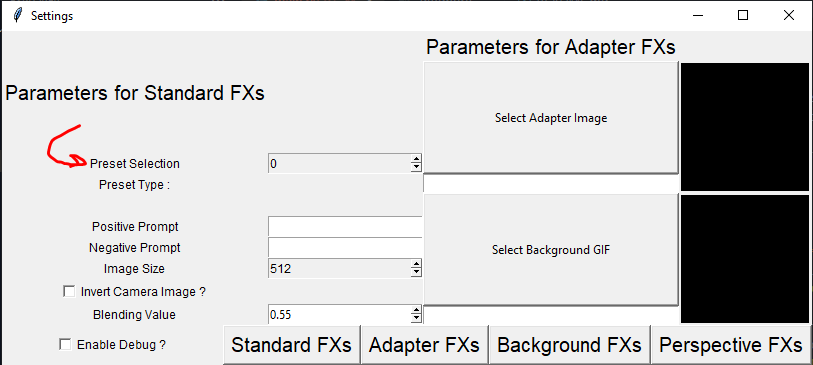 Settings
Parameters for Adapter FXs
Parameters for Standard FXs
Select Adapter Image
Preset Selection 0
Preset Type :
Positive Prompt
Negative Prompt
Select Background GIF
Image Size 512
Invert Camera Image ?
Blending Value 0.55
Enable Debug ?
Standard FXs Adapter FXs Background FXs Perspective FXs